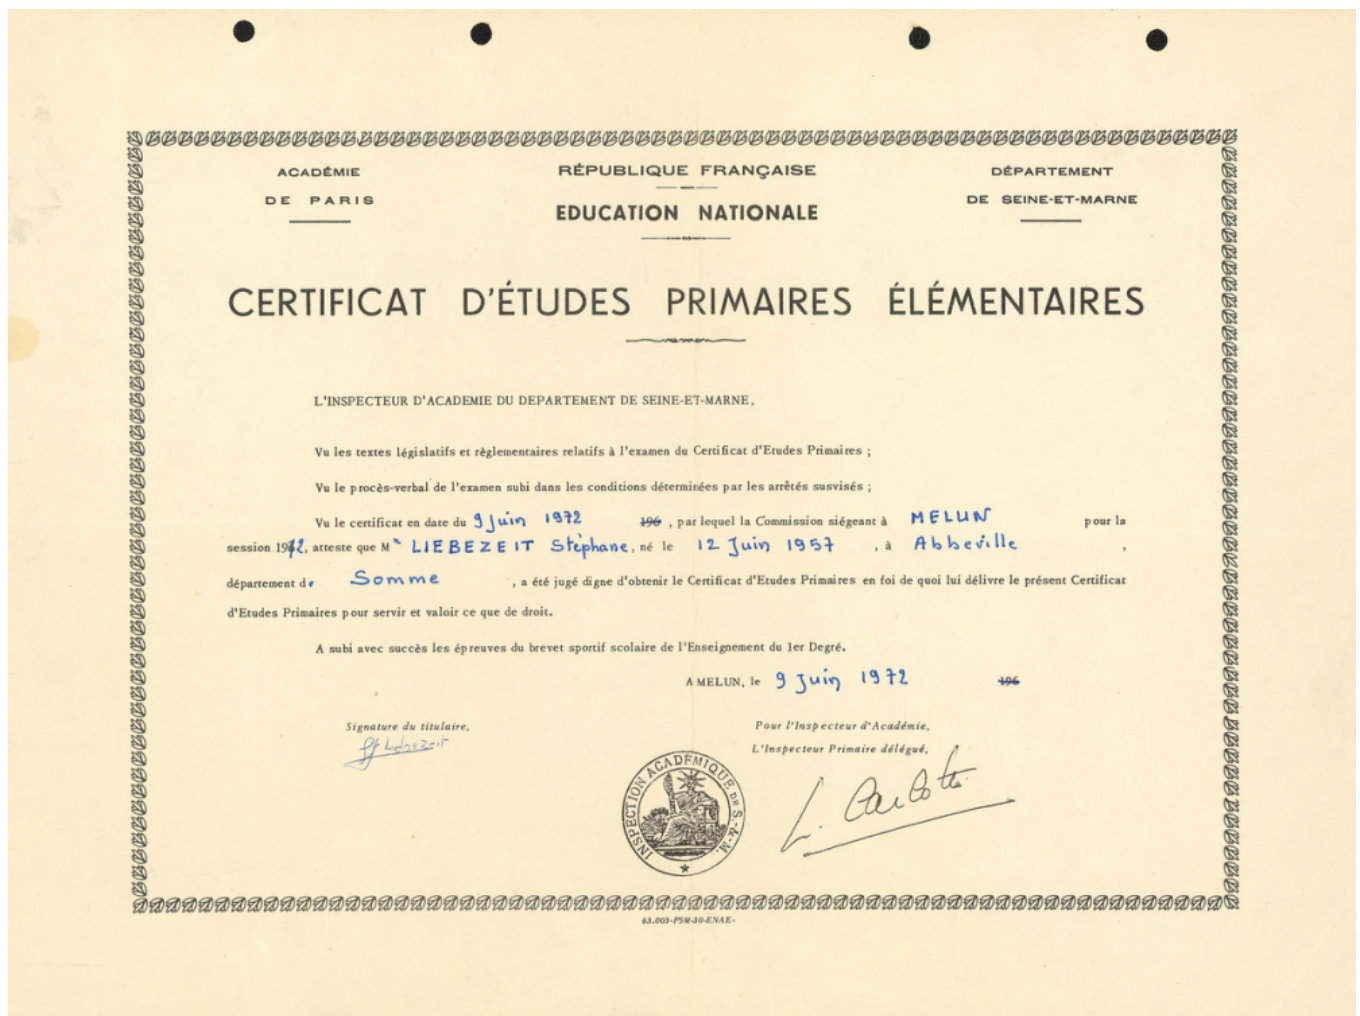 ACADÉMIE
DE PARIS
RÉPUBLIQUE FRANÇAISE
EDUCATION NATIONALE
DÉPARTEMENT
DE SEINE-ET-MARNE
CERTIFICAT D'ÉTUDES PRIMAIRES ÉLÉMENTAIRES
L'INSPECTEUR D'ACADEMIE DU DEPARTEMENT DE SEINE-ET-MARNE,
Vu les textes législatifs et règlementaires relatifs à l'examen du Certificat d'Etudes Primaires ;
Vu le procès-verbal de l'examen subi dans les conditions déterminées par les arrêtés susvisés ;
Vu le certificat en date du 9 Juin 1972 196 , par lequel la Commission siégeant à MELUN pour la
session 1972, atteste que Mr LIEBEZEIT Stéphane, né le 12 Juin 1957 , à Abbeville ,
département de Somme , a été jugé digne d'obtenir le Certificat d'Etudes Primaires en foi de quoi lui délivre le présent Certificat
d'Etudes Primaires pour servir et valoir ce que de droit.
A subi avec succès les épreuves du brevet sportif scolaire de l'Enseignement du 1er Degré.
A MELUN, le 9 Juin 1972 196
Signature du titulaire,
Liebezeit
Pour l'Inspecteur d'Académie,
L'Inspecteur Primaire délégué,
INSPECTION ACADÉMIQUE DE S.-&-M.
63.003-PSM-30-ENAE-